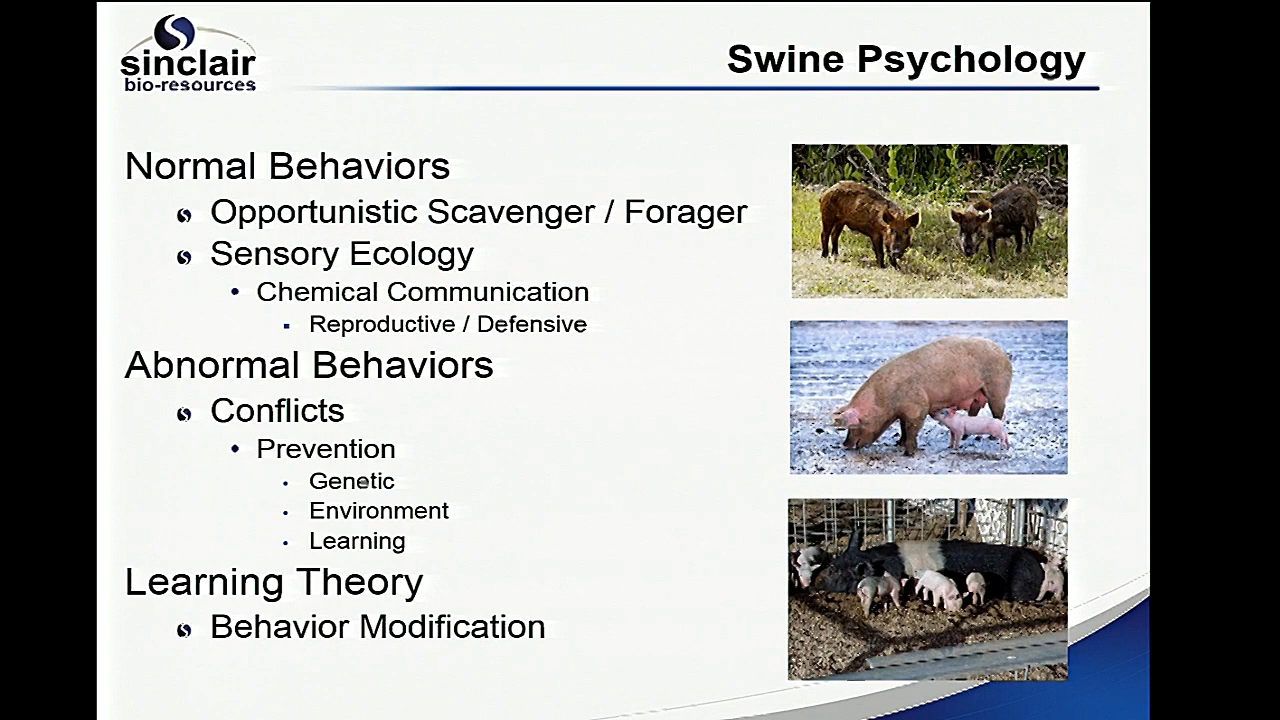 sinclair
bio-resources
Swine Psychology
Normal Behaviors
Opportunistic Scavenger / Forager
Sensory Ecology
• Chemical Communication
▪ Reproductive / Defensive
Abnormal Behaviors
Conflicts
• Prevention
• Genetic
• Environment
• Learning
Learning Theory
Behavior Modification